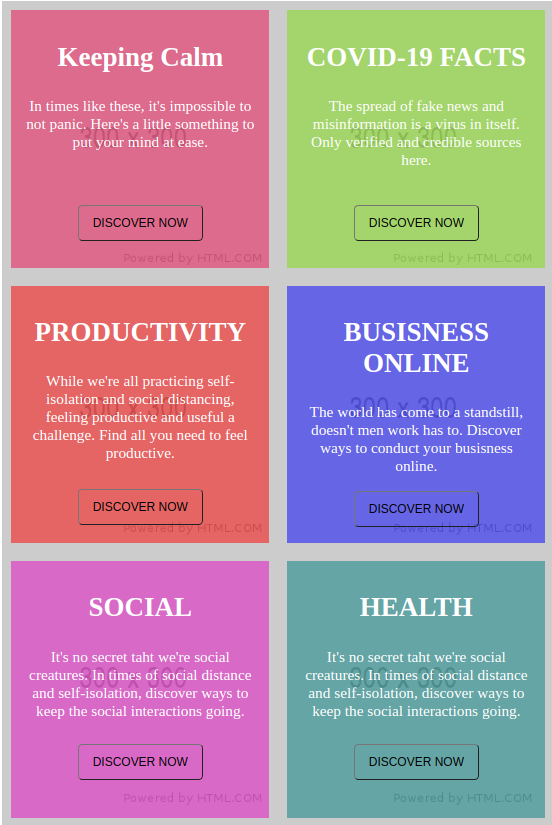 Keeping Calm
In times like these, it's impossible to
not panic. Here's a little something to
put your mind at ease.
300 x 300
DISCOVER NOW
Powered by HTML.COM
COVID-19 FACTS
The spread of fake news and
misinformation is a virus in itself.
Only verified and credible sources
here.
300 x 300
DISCOVER NOW
Powered by HTML.COM
PRODUCTIVITY
While we're all practicing self-
isolation and social distancing,
feeling productive and useful a
challenge. Find all you need to feel
productive.
300 x 300
DISCOVER NOW
Powered by HTML.COM
BUSISNESS
ONLINE
The world has come to a standstill,
doesn't men work has to. Discover
ways to conduct your busisness
online.
300 x 300
DISCOVER NOW
Powered by HTML.COM
SOCIAL
It's no secret taht we're social
creatures. In times of social distance
and self-isolation, discover ways to
keep the social interactions going.
300 x 300
DISCOVER NOW
Powered by HTML.COM
HEALTH
It's no secret taht we're social
creatures. In times of social distance
and self-isolation, discover ways to
keep the social interactions going.
300 x 300
DISCOVER NOW
Powered by HTML.COM